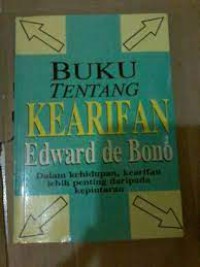 BUKU
TENTANG
KEARIFAN
Edward de Bono
Dalam kehidupan, kearifan
lebih penting daripada
kepintaran